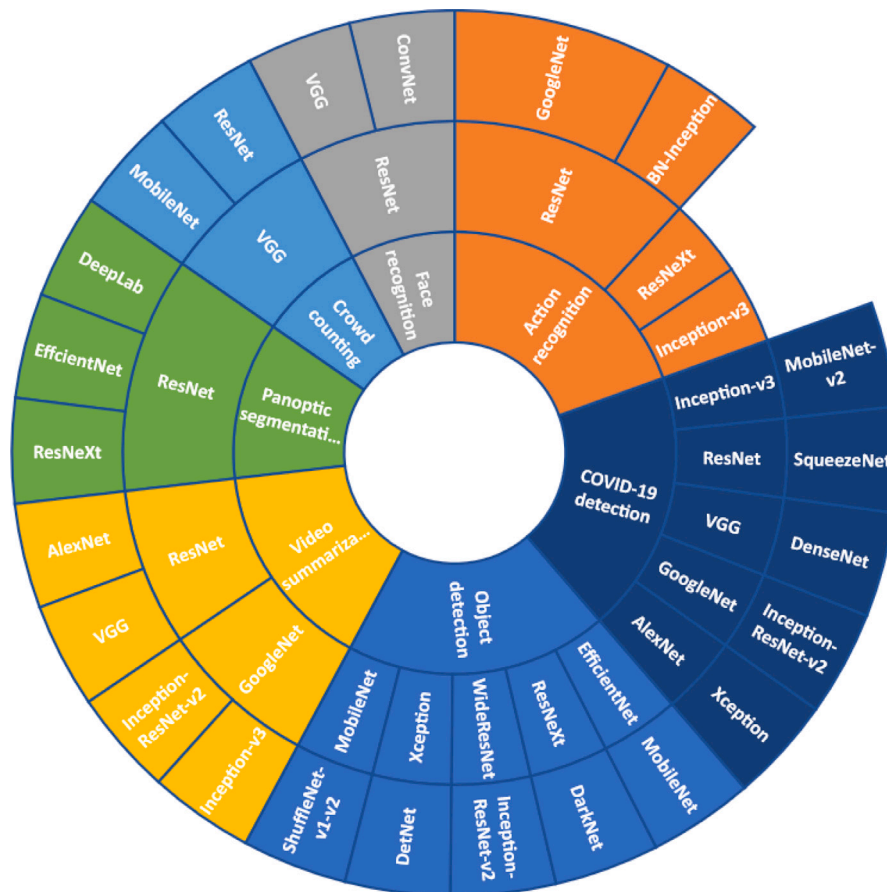 GoogleNet
BN-Inception
ResNet
ResNeXt
Inception-v3
Action
recognition
MobileNet-
v2
Inception-v3
SqueezeNet
ResNet
COVID-19
detection
VGG
DenseNet
GoogleNet
Inception-
ResNet-v2
AlexNet
Xception
Object
detection
EfficientNet
MobileNet
ResNeXt
DarkNet
WideResNet
Inception-
ResNet-v2
Xception
DetNet
MobileNet
ShuffleNet-
v1-v2
Video
summariza...
GoogleNet
Inception-v3
Inception-
ResNet-v2
ResNet
VGG
AlexNet
Panoptic
segmentati...
ResNet
ResNeXt
EffcientNet
DeepLab
Crowd
counting
VGG
MobileNet
ResNet
Face
recognition
ResNet
VGG
ConvNet